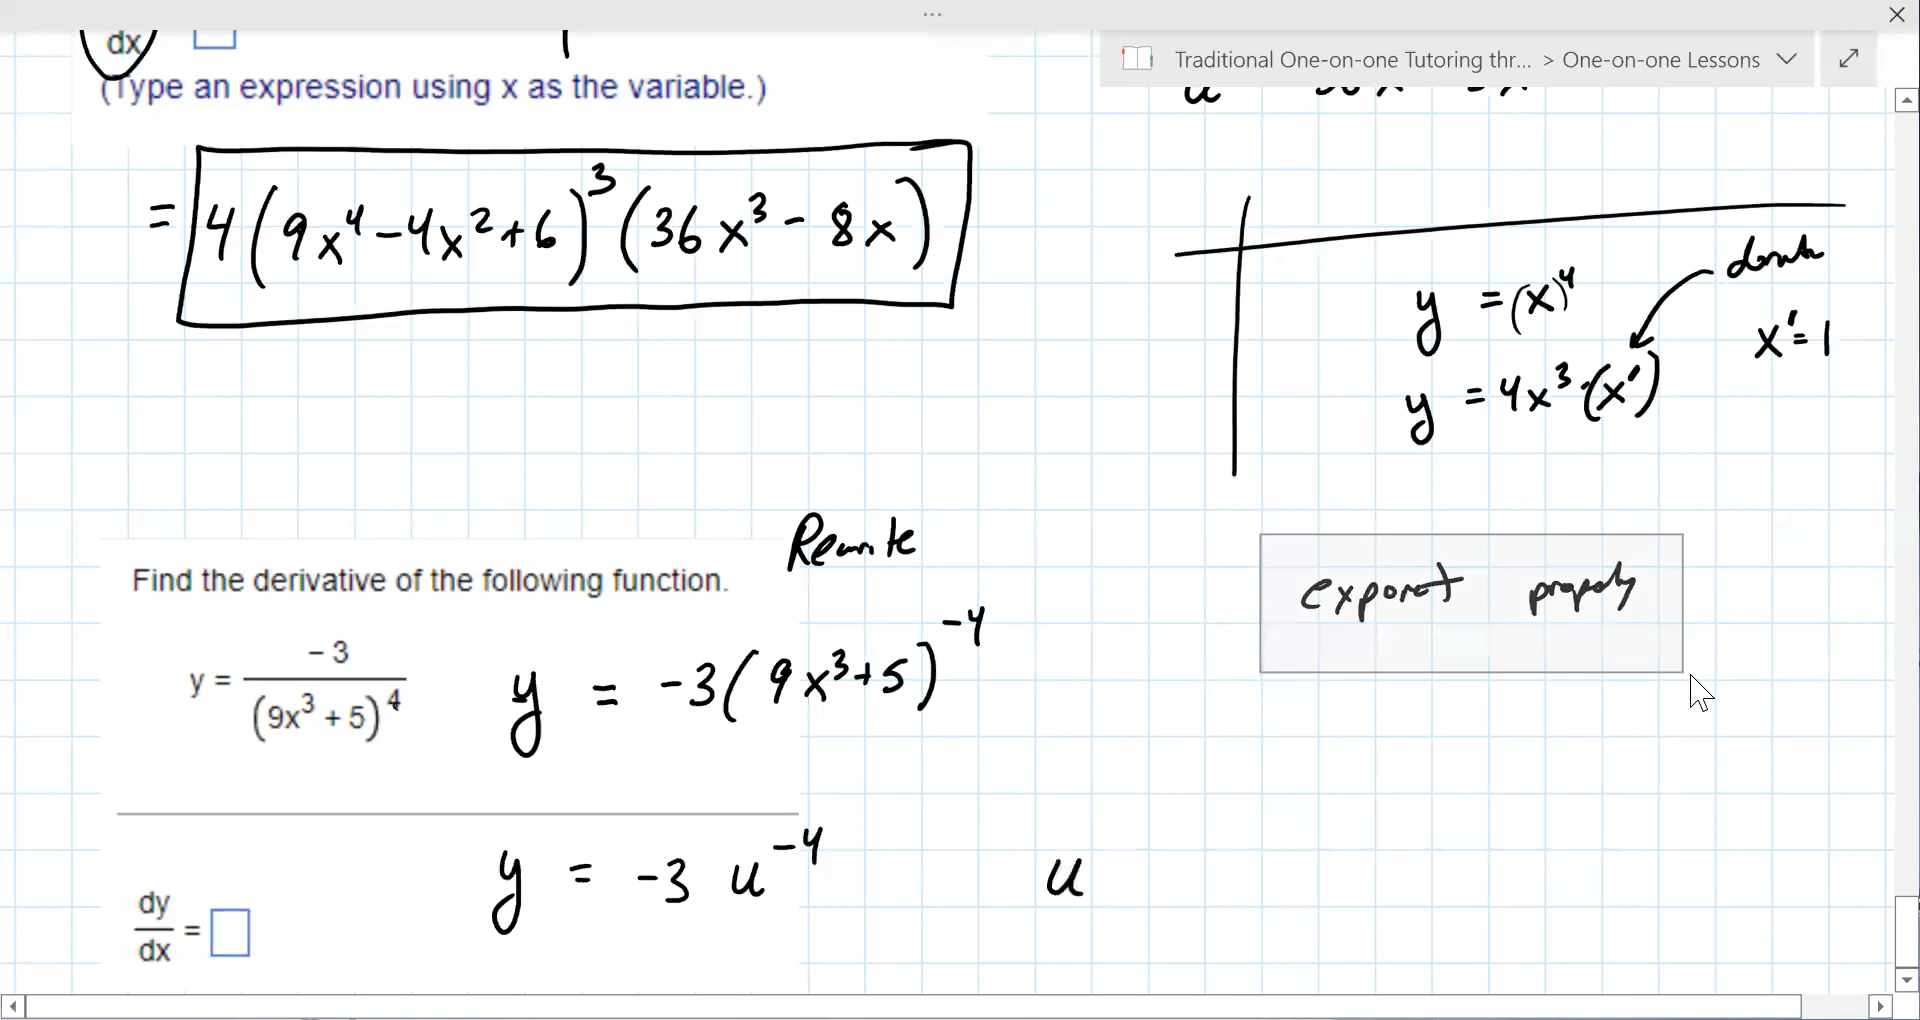 Traditional One-on-one Tutoring thr... > One-on-one Lessons
dx
(Type an expression using x as the variable.)
= 4(9x⁴-4x²+6)³(36x³-8x)
y = (x)⁴
x'=1
y = 4x³·(x')
Rewrite
Find the derivative of the following function.
exponent property
y = -3/(9x³+5)⁴
y = -3(9x³+5)⁻⁴
y = -3 u⁻⁴
u
dy/dx =